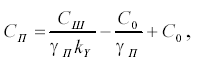 C_П = C_Ш / (γ_П k_Y) − C_0 / γ_П + C_0 ,